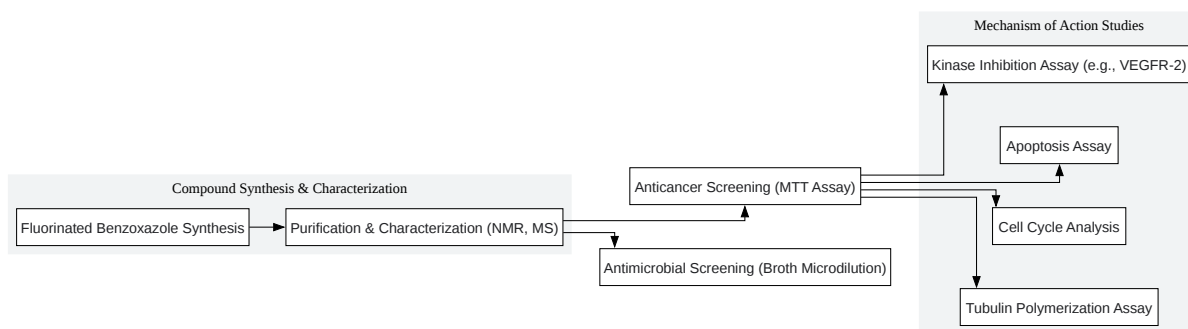 Compound Synthesis & Characterization
Fluorinated Benzoxazole Synthesis
Purification & Characterization (NMR, MS)
Anticancer Screening (MTT Assay)
Antimicrobial Screening (Broth Microdilution)
Mechanism of Action Studies
Kinase Inhibition Assay (e.g., VEGFR-2)
Apoptosis Assay
Cell Cycle Analysis
Tubulin Polymerization Assay